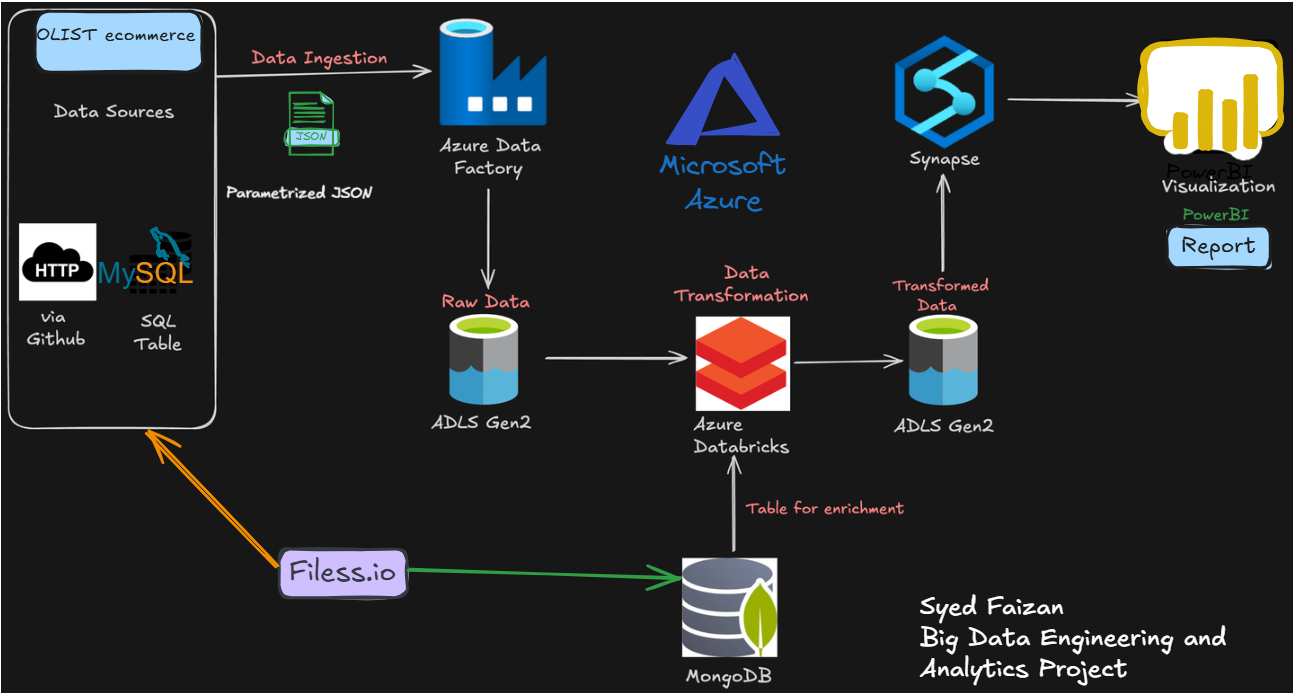 OLIST ecommerce
Data Sources
HTTP
via
Github
MySQL
SQL
Table
Data Ingestion
JSON
Parametrized JSON
Azure Data
Factory
Raw Data
ADLS Gen2
Microsoft
Azure
Data
Transformation
Azure
Databricks
Table for enrichment
MongoDB
Filess.io
Synapse
Transformed
Data
ADLS Gen2
PowerBI
Visualization
PowerBI
Report
Syed Faizan
Big Data Engineering and
Analytics Project